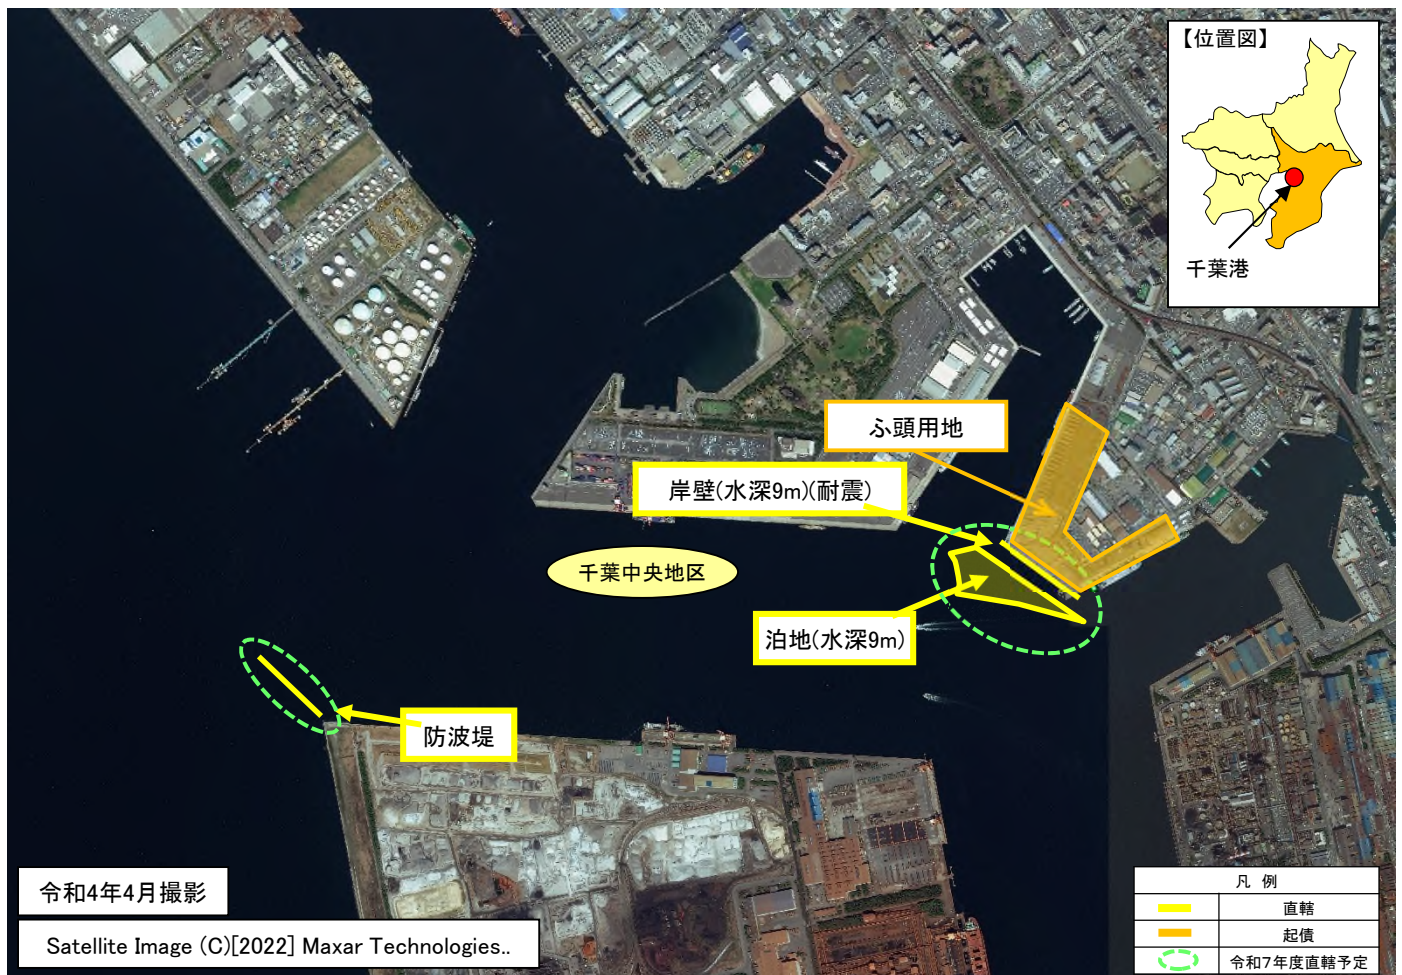 【位置図】
千葉港
ふ頭用地
岸壁(水深9m)(耐震)
千葉中央地区
泊地(水深9m)
防波堤
令和4年4月撮影
Satellite Image (C)[2022] Maxar Technologies..
凡 例
直轄
起債
令和7年度直轄予定